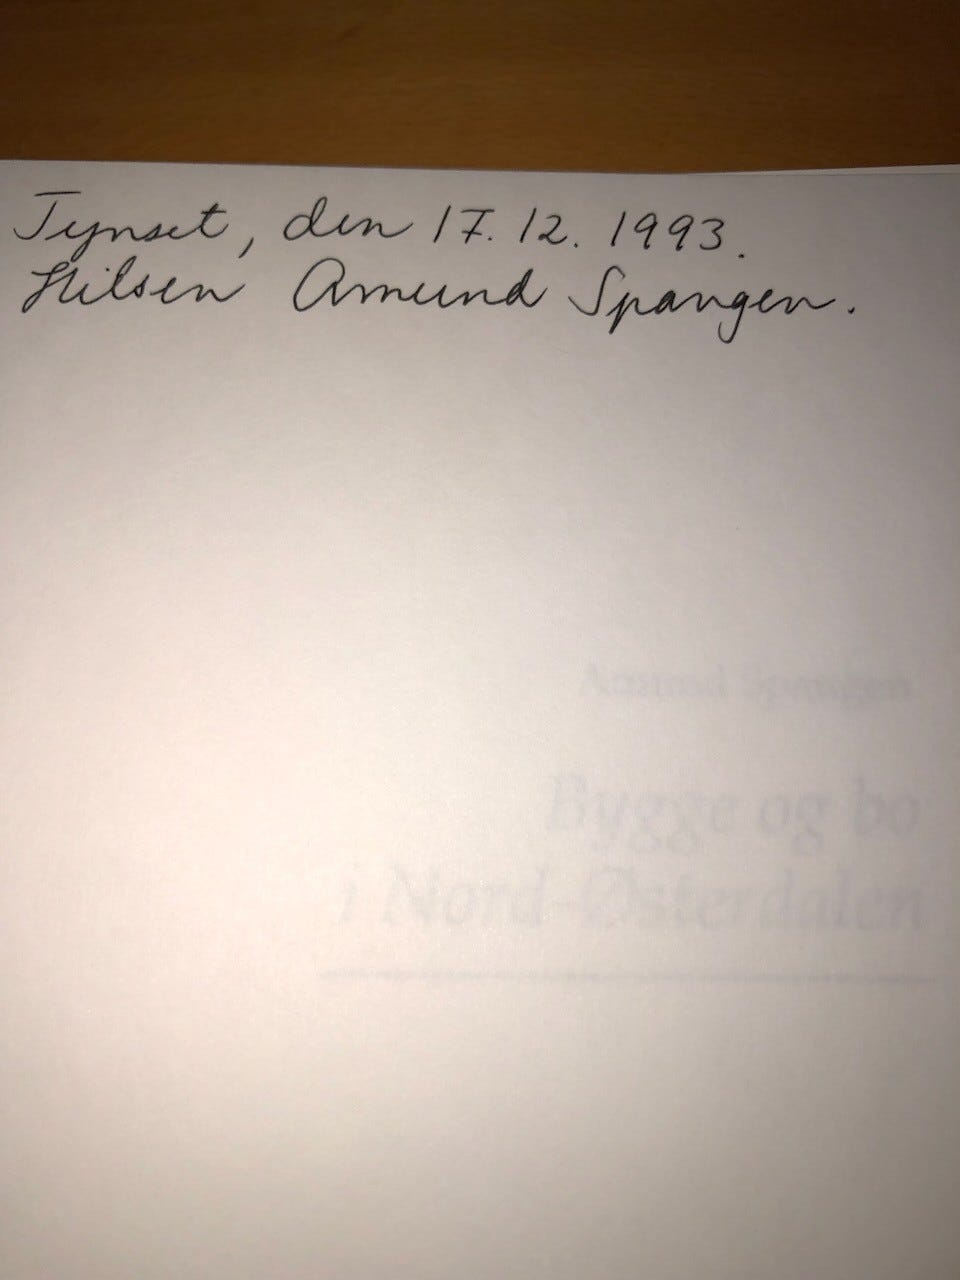 Tynset, den 17. 12. 1993.
Hilsen Amund Spangen.
Amund Spangen
Bygge og bo
i Nord-Østerdalen